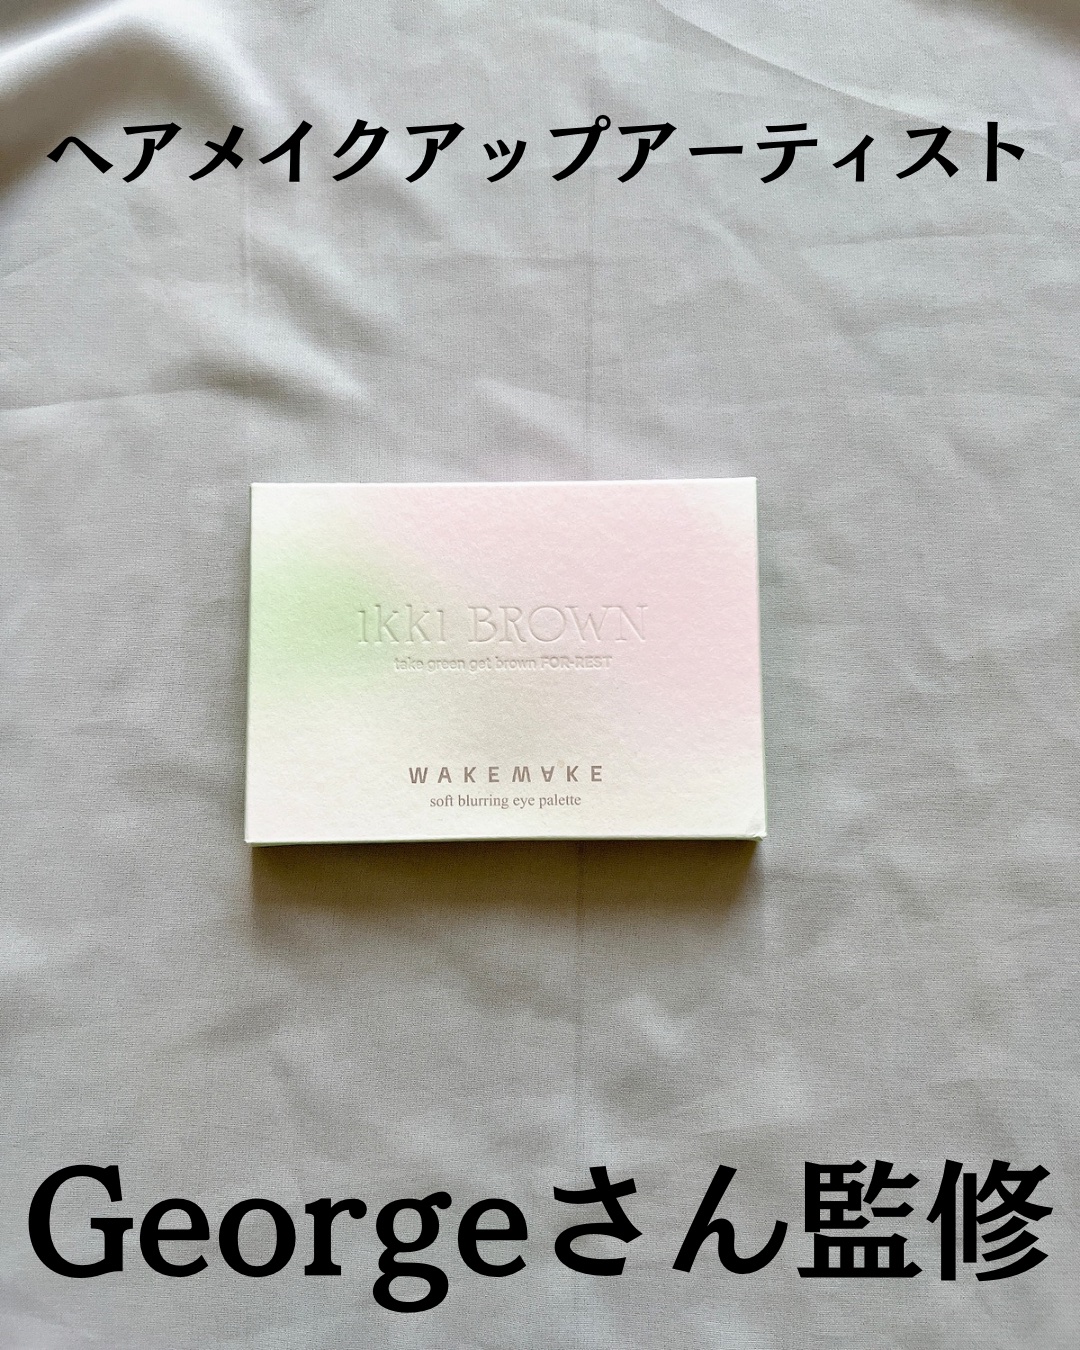 ヘアメイクアップアーティスト
ikki BROWN
take green get brown FOR-REST
WAKEMAKE
soft blurring eye palette
Georgeさん監修